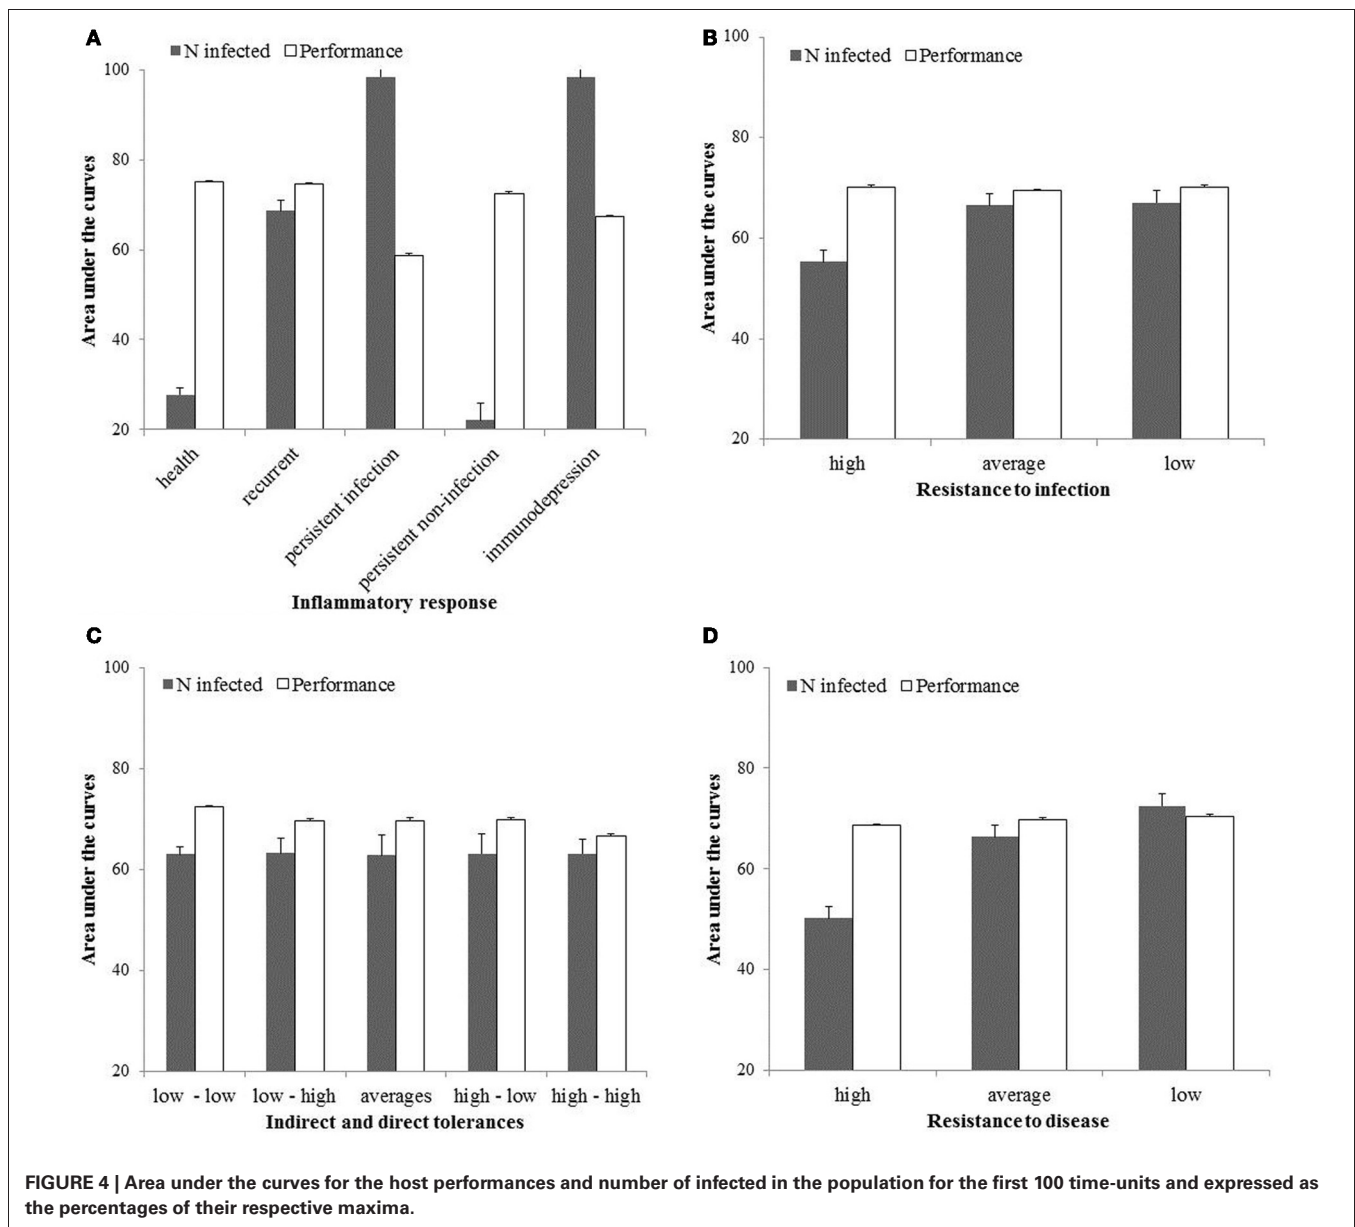 A
N infected Performance
100
80
60
40
20
Area under the curves
health
recurrent
persistent infection
persistent non-infection
immunodepression
Inflammatory response
B
N infected Performance
100
80
60
40
20
Area under the curves
high average low
Resistance to infection
C
N infected Performance
100
80
60
40
20
Area under the curves
low - low low - high averages high - low high - high
Indirect and direct tolerances
D
N infected Performance
100
80
60
40
20
Area under the curves
high average low
Resistance to disease
FIGURE 4 | Area under the curves for the host performances and number of infected in the population for the first 100 time-units and expressed as
the percentages of their respective maxima.